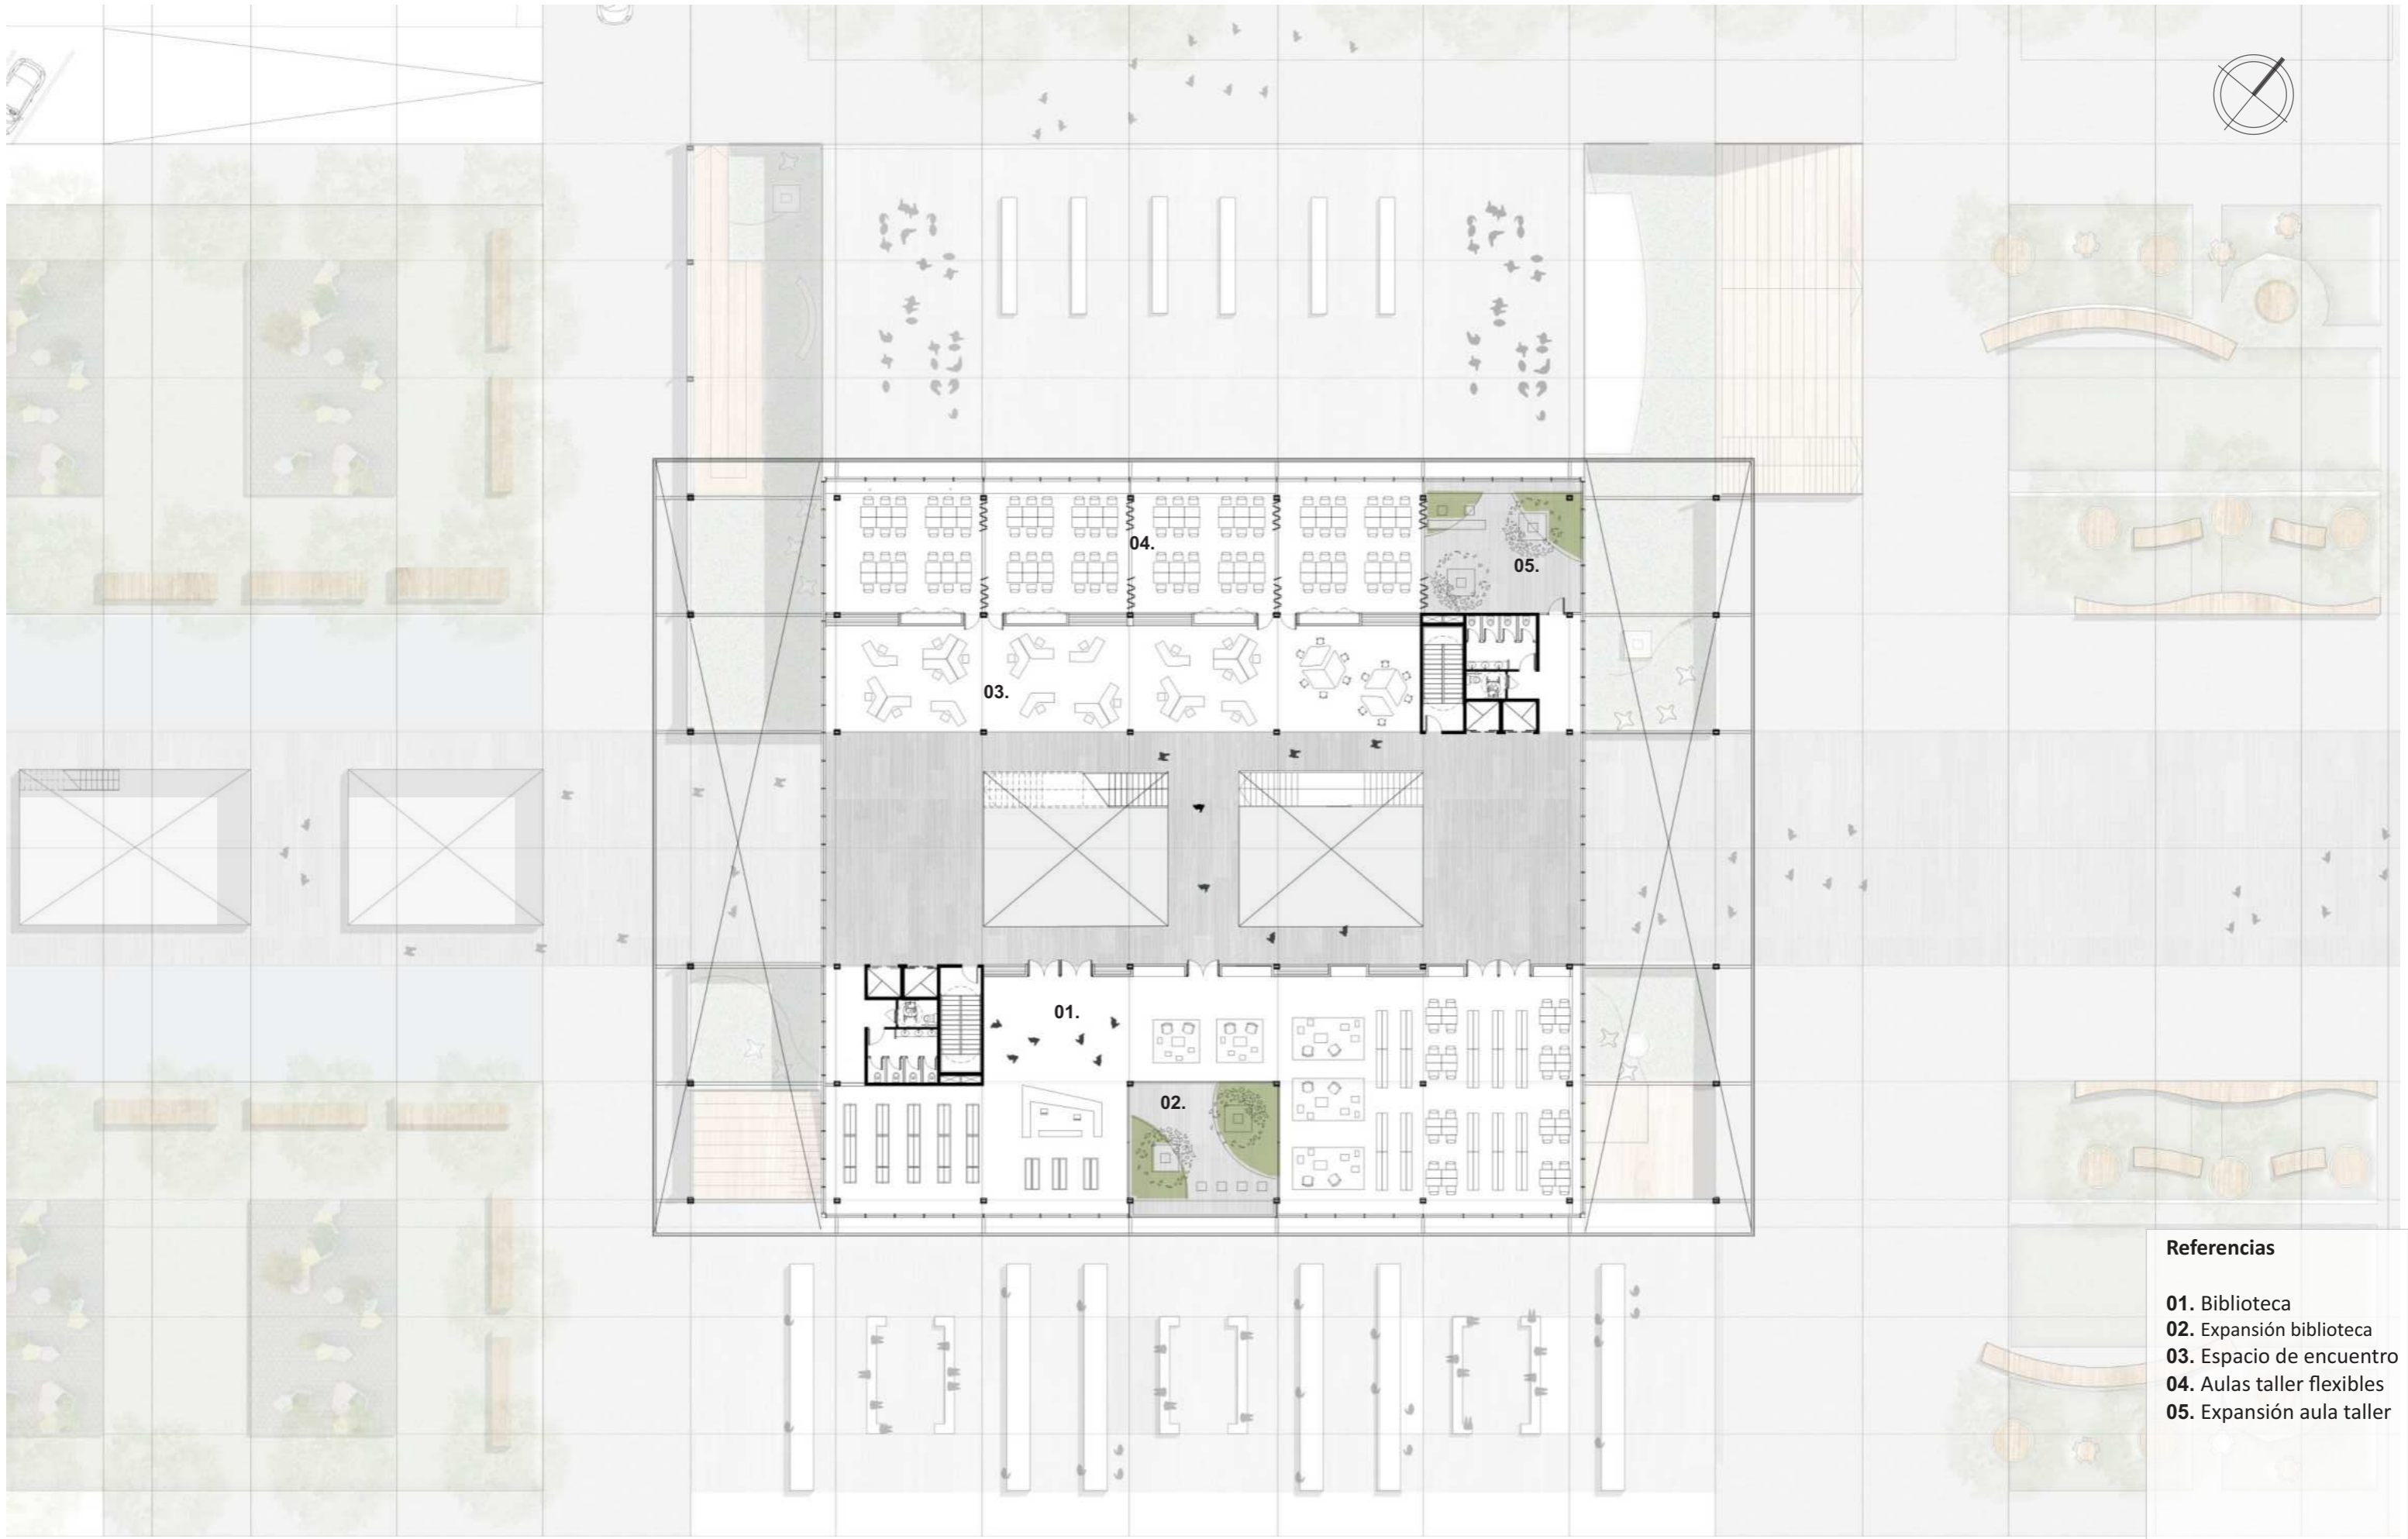 04.
05.
03.
01.
02.
Referencias
01. Biblioteca
02. Expansión biblioteca
03. Espacio de encuentro
04. Aulas taller flexibles
05. Expansión aula taller